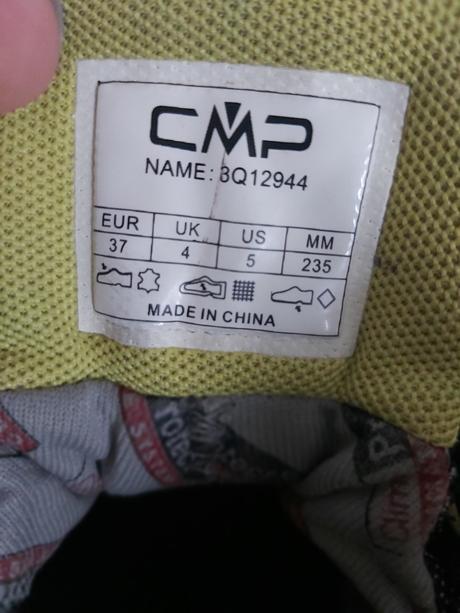 CMP
NAME: 3Q12944
EUR UK US MM
37 4 5 235
MADE IN CHINA